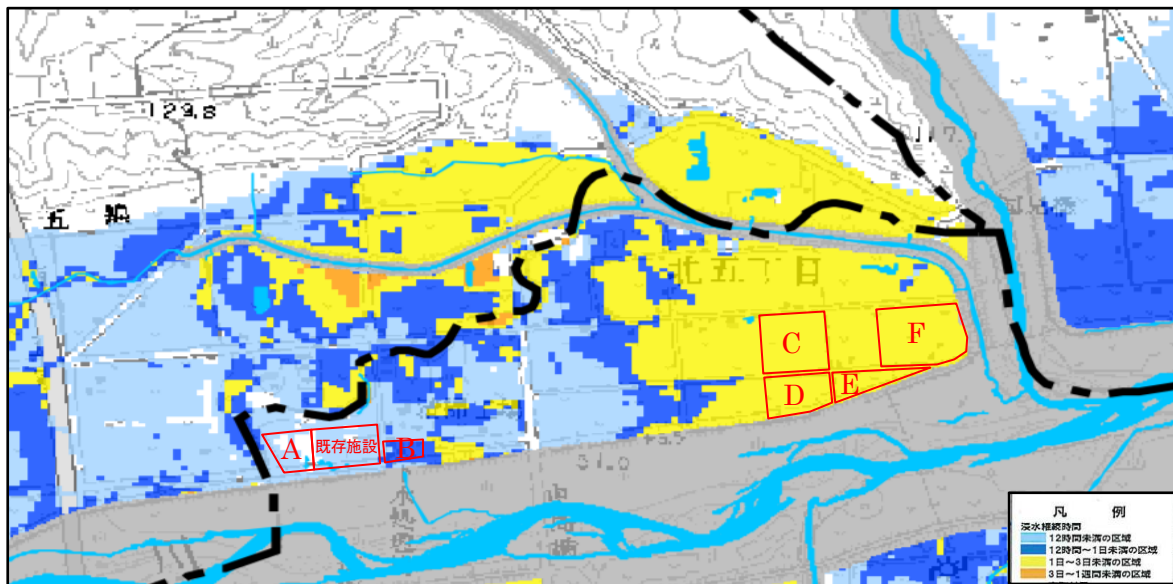 129.8
五
北五丁目
C
F
D
E
A
既存施設
B
31.0
凡 例
浸水継続時間
12時間未満の区域
12時間~1日未満の区域
1日~3日未満の区域
3日~1週間未満の区域